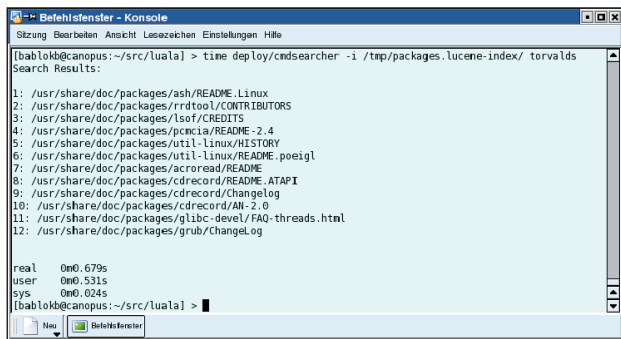 Befehlsfenster - Konsole
Sitzung Bearbeiten Ansicht Lesezeichen Einstellungen Hilfe
[bablokb@canopus:~/src/luala] > time deploy/cmdsearcher -i /tmp/packages.lucene-index/ torvalds
Search Results:
1: /usr/share/doc/packages/ash/README.Linux
2: /usr/share/doc/packages/rrdtool/CONTRIBUTORS
3: /usr/share/doc/packages/lsof/CREDITS
4: /usr/share/doc/packages/pcmcia/README-2.4
5: /usr/share/doc/packages/util-linux/HISTORY
6: /usr/share/doc/packages/util-linux/README.poeigl
7: /usr/share/doc/packages/acroread/README
8: /usr/share/doc/packages/cdrecord/README.ATAPI
9: /usr/share/doc/packages/cdrecord/Changelog
10: /usr/share/doc/packages/cdrecord/AN-2.0
11: /usr/share/doc/packages/glibc-devel/FAQ-threads.html
12: /usr/share/doc/packages/grub/ChangeLog
real 0m0.679s
user 0m0.531s
sys 0m0.024s
[bablokb@canopus:~/src/luala] >
Neu Befehlsfenster